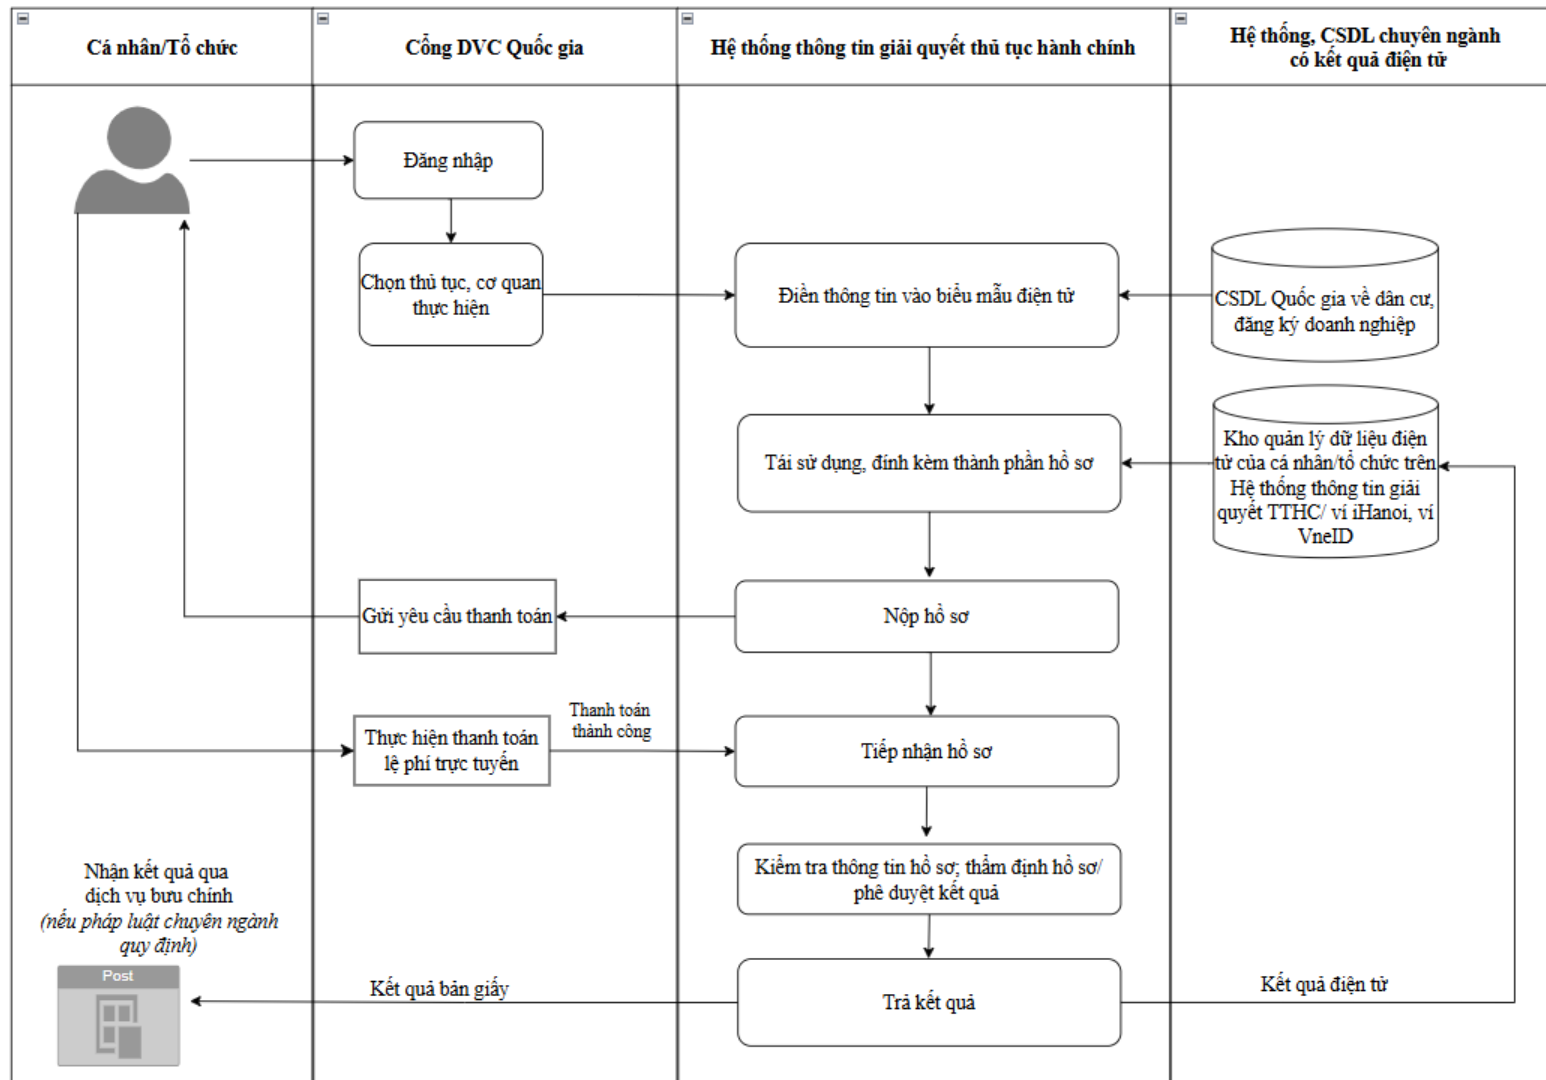 Cá nhân/Tổ chức
Cổng DVC Quốc gia
Hệ thống thông tin giải quyết thủ tục hành chính
Hệ thống, CSDL chuyên ngành
có kết quả điện tử
Đăng nhập
Chọn thủ tục, cơ quan
thực hiện
Điền thông tin vào biểu mẫu điện tử
CSDL Quốc gia về dân cư,
đăng ký doanh nghiệp
Tái sử dụng, đính kèm thành phần hồ sơ
Kho quản lý dữ liệu điện
tử của cá nhân/tổ chức trên
Hệ thống thông tin giải
quyết TTHC/ ví iHanoi, ví
VneID
Gửi yêu cầu thanh toán
Nộp hồ sơ
Thực hiện thanh toán
lệ phí trực tuyến
Thanh toán
thành công
Tiếp nhận hồ sơ
Kiểm tra thông tin hồ sơ; thẩm định hồ sơ/
phê duyệt kết quả
Nhận kết quả qua
dịch vụ bưu chính
(nếu pháp luật chuyên ngành
quy định)
Post
Kết quả bản giấy
Trả kết quả
Kết quả điện tử